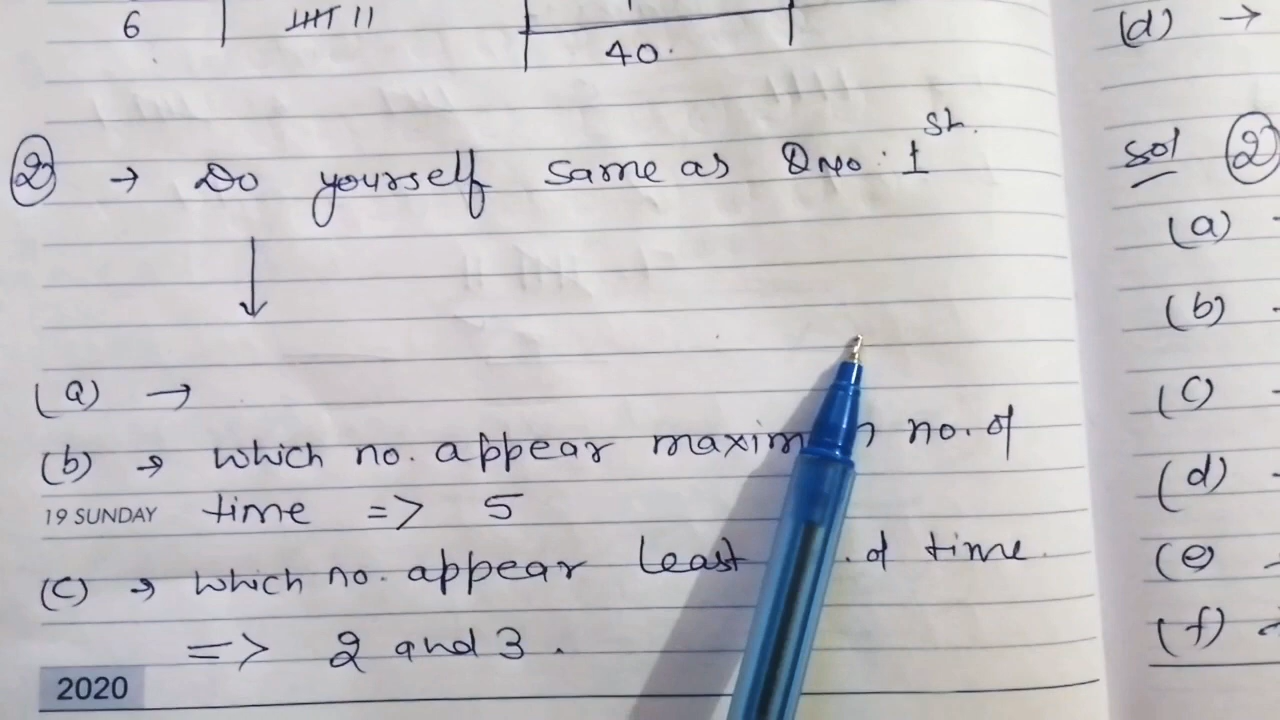 6 | 𝍸 II
40.
(d) →
② → Do yourself same as Q no. 1st.
(a) →
(b) → which no. appear no. of
19 SUNDAY time => 5
(c) → which no. appear least of time.
=> 2 and 3.
2020
Sol ②
(a)
(b)
(c)
(d)
(e)
(f)